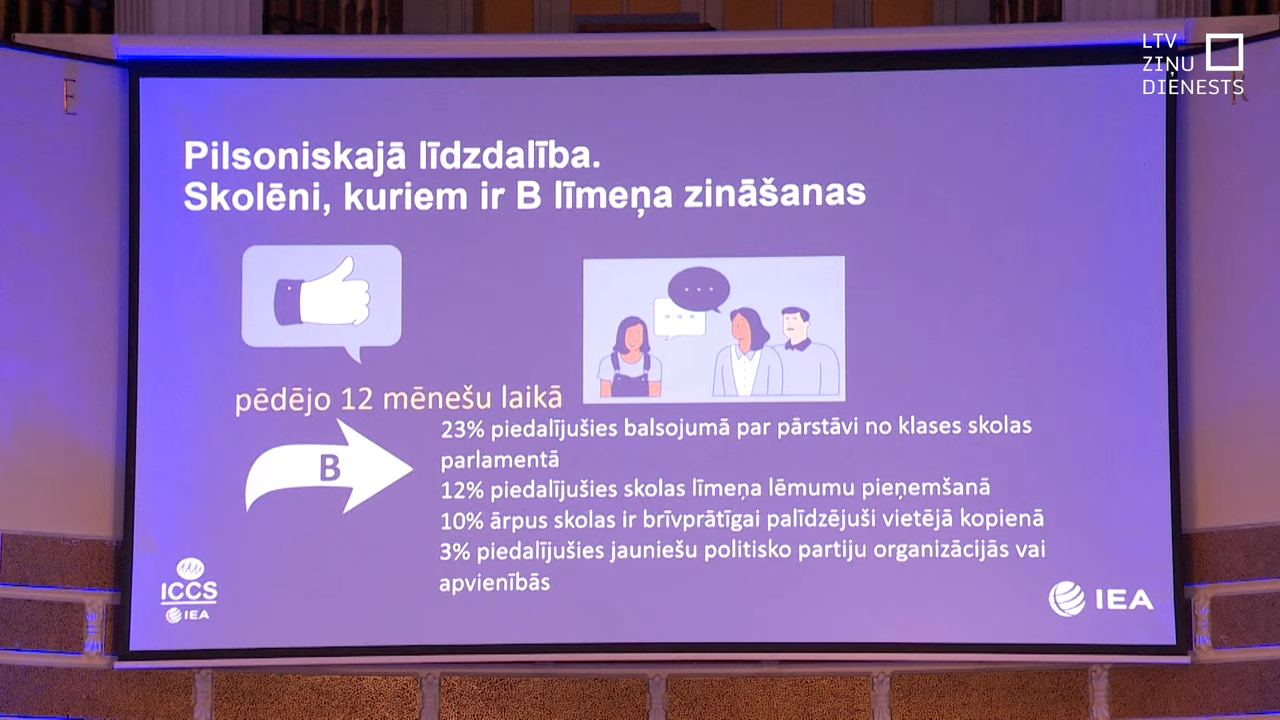 LTV
ZIŅU
DIENESTS
E
R
Pilsoniskajā līdzdalība.
Skolēni, kuriem ir B līmeņa zināšanas
pēdējo 12 mēnešu laikā
B
23% piedalījušies balsojumā par pārstāvi no klases skolas
parlamentā
12% piedalījušies skolas līmeņa lēmumu pieņemšanā
10% ārpus skolas ir brīvprātīgai palīdzējuši vietējā kopienā
3% piedalījušies jauniešu politisko partiju organizācijās vai
apvienībās
ICCS
IEA
IEA